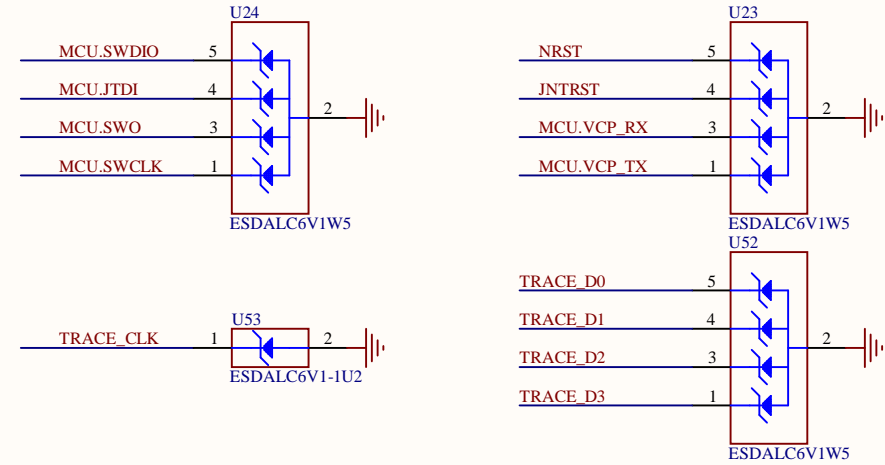 U24
MCU.SWDIO 5
MCU.JTDI 4
MCU.SWO 3
MCU.SWCLK 1
2
ESDALC6V1W5
U23
NRST 5
JNTRST 4
MCU.VCP_RX 3
MCU.VCP_TX 1
2
ESDALC6V1W5
U53
TRACE_CLK 1 2
ESDALC6V1-1U2
U52
TRACE_D0 5
TRACE_D1 4
TRACE_D2 3
TRACE_D3 1
2
ESDALC6V1W5